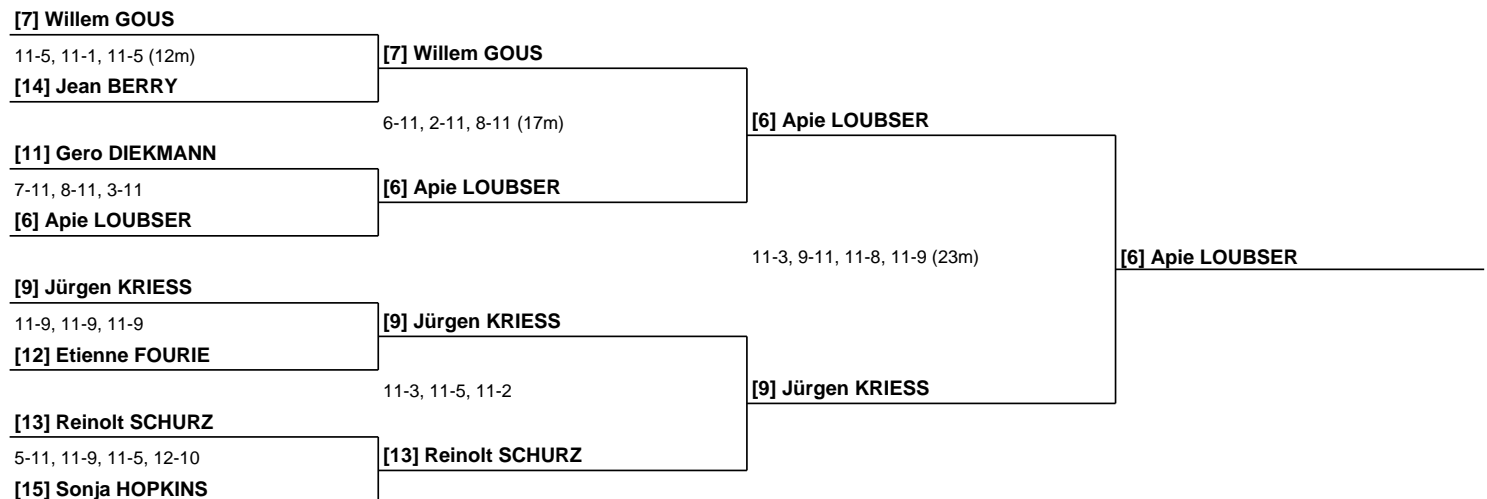 [7] Willem GOUS
11-5, 11-1, 11-5 (12m)
[7] Willem GOUS
[14] Jean BERRY
6-11, 2-11, 8-11 (17m)
[6] Apie LOUBSER
[11] Gero DIEKMANN
7-11, 8-11, 3-11
[6] Apie LOUBSER
[6] Apie LOUBSER
11-3, 9-11, 11-8, 11-9 (23m)
[6] Apie LOUBSER
[9] Jürgen KRIESS
11-9, 11-9, 11-9
[9] Jürgen KRIESS
[12] Etienne FOURIE
11-3, 11-5, 11-2
[9] Jürgen KRIESS
[13] Reinolt SCHURZ
5-11, 11-9, 11-5, 12-10
[13] Reinolt SCHURZ
[15] Sonja HOPKINS